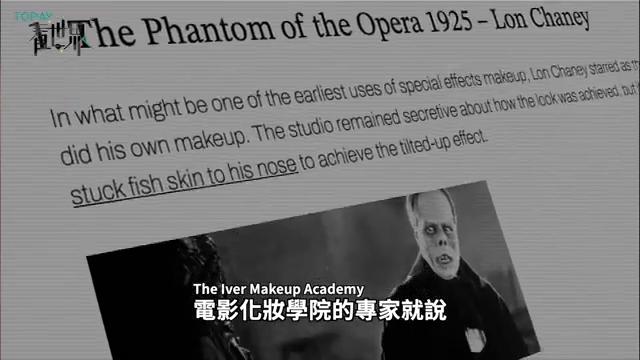 TODAY
看世界
The Phantom of the Opera 1925 – Lon Chaney
In what might be one of the earliest uses of special effects makeup, Lon Chaney starred as th
did his own makeup. The studio remained secretive about how the look was achieved, but
stuck fish skin to his nose to achieve the tilted-up effect.
The Iver Makeup Academy
電影化妝學院的專家就說